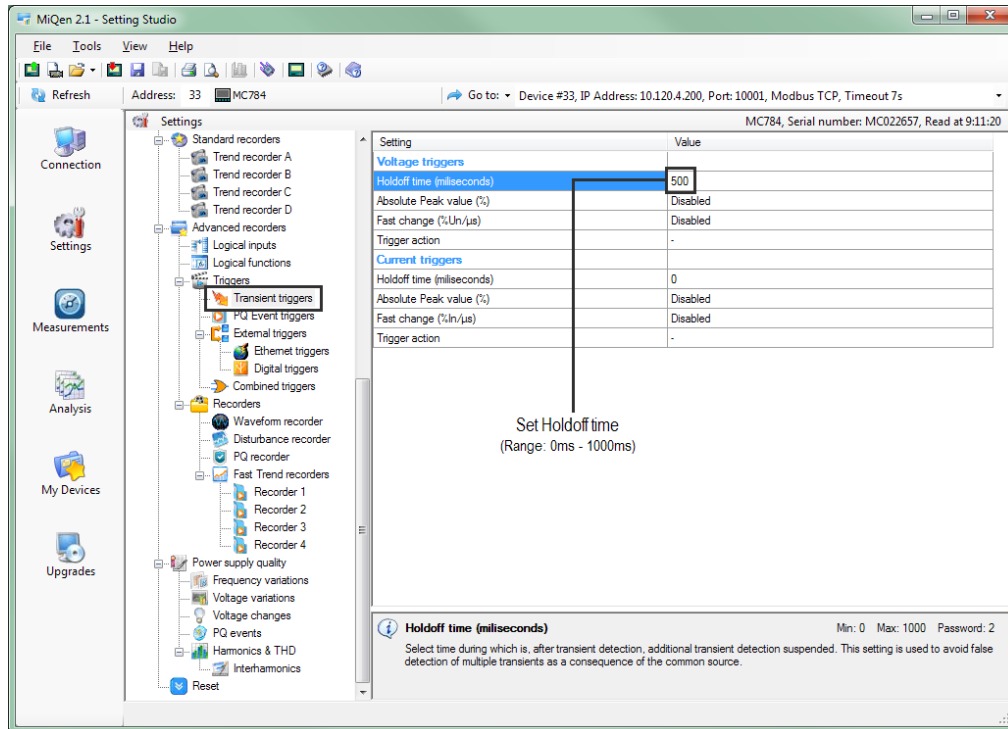 MiQen 2.1 - Setting Studio
File Tools View Help
Refresh Address: 33 MC784 Go to: Device #33, IP Address: 10.120.4.200, Port: 10001, Modbus TCP, Timeout 7s
Settings MC784, Serial number: MC022657, Read at 9:11:20
Connection
Settings
Measurements
Analysis
My Devices
Upgrades
Standard recorders
Trend recorder A
Trend recorder B
Trend recorder C
Trend recorder D
Advanced recorders
Logical inputs
Logical functions
Triggers
Transient triggers
PQ Event triggers
External triggers
Ethernet triggers
Digital triggers
Combined triggers
Recorders
Waveform recorder
Disturbance recorder
PQ recorder
Fast Trend recorders
Recorder 1
Recorder 2
Recorder 3
Recorder 4
Power supply quality
Frequency variations
Voltage variations
Voltage changes
PQ events
Harmonics & THD
Interharmonics
Reset
Setting Value
Voltage triggers
Holdoff time (miliseconds) 500
Absolute Peak value (%) Disabled
Fast change (%Un/µs) Disabled
Trigger action -
Current triggers
Holdoff time (miliseconds) 0
Absolute Peak value (%) Disabled
Fast change (%In/µs) Disabled
Trigger action -
Set Holdoff time
(Range: 0ms - 1000ms)
Holdoff time (miliseconds) Min: 0 Max: 1000 Password: 2
Select time during which is, after transient detection, additional transient detection suspended. This setting is used to avoid false
detection of multiple transients as a consequence of the common source.